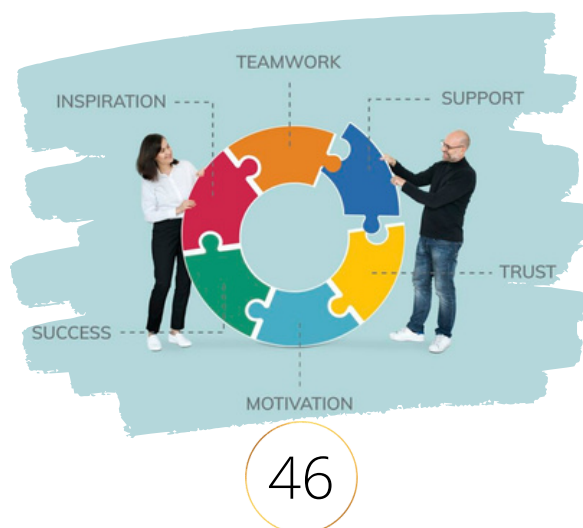 TEAMWORK
INSPIRATION
SUPPORT
TRUST
SUCCESS
MOTIVATION
46